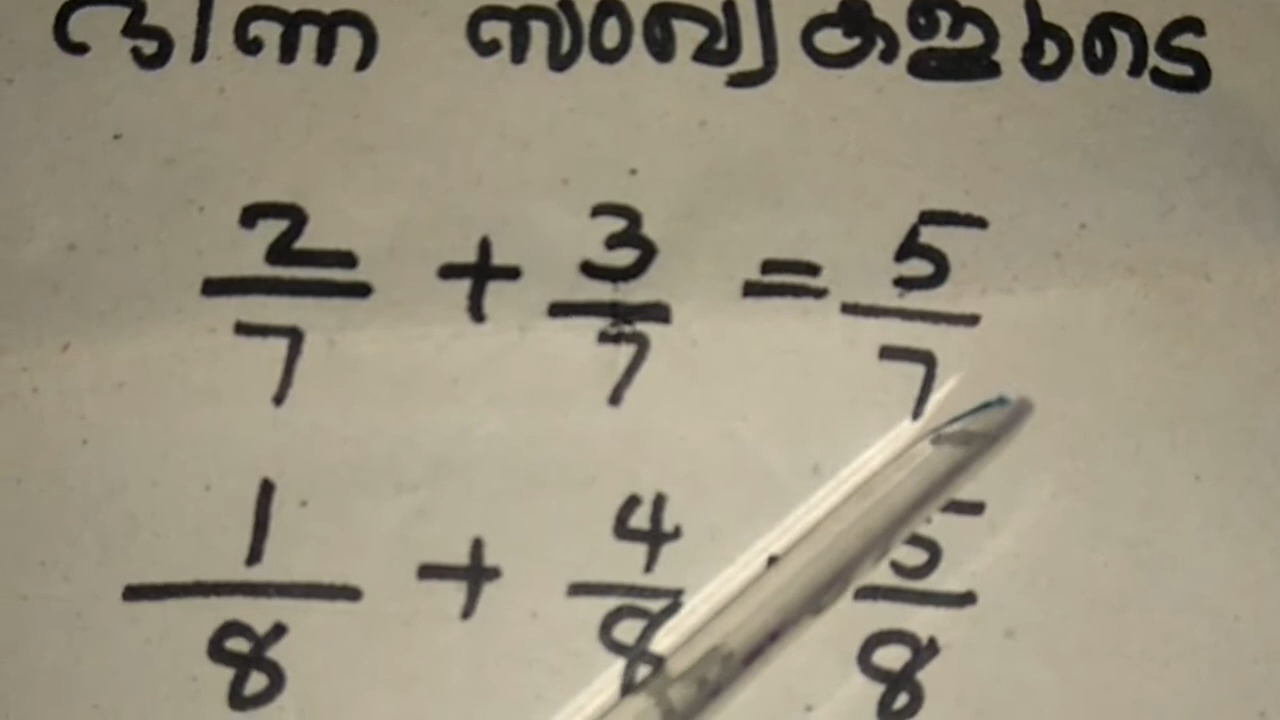 ഭിന്ന സംഖ്യകളുടെ
2/7 + 3/7 = 5/7
1/8 + 4/8 5/8